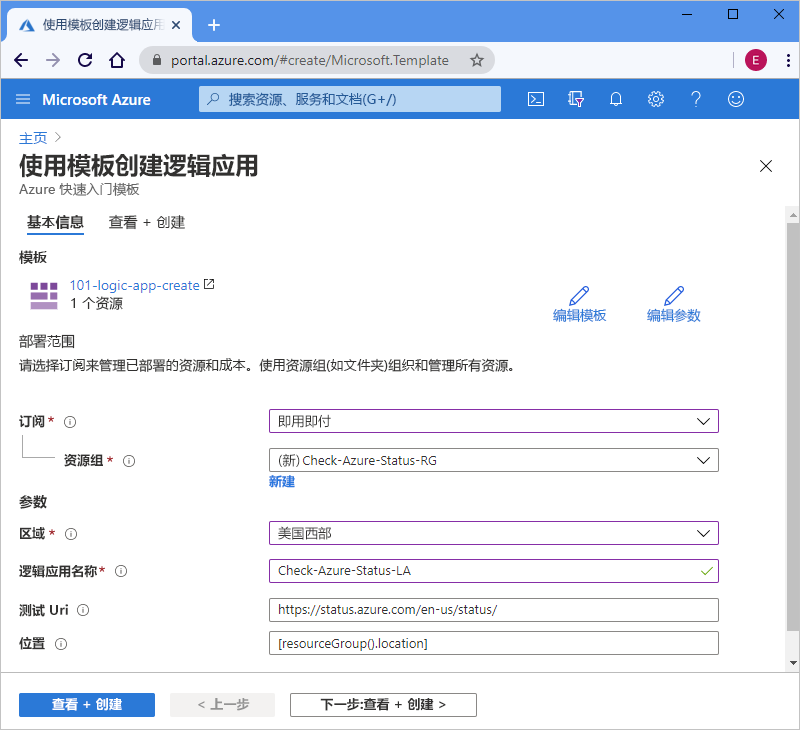 使用模板创建逻辑应用
portal.azure.com/#create/Microsoft.Template
E
Microsoft Azure
搜索资源、服务和文档(G+/)
主页
使用模板创建逻辑应用
Azure 快速入门模板
基本信息 查看 + 创建
模板
101-logic-app-create
1 个资源
编辑模板 编辑参数
部署范围
请选择订阅来管理已部署的资源和成本。使用资源组(如文件夹)组织和管理所有资源。
订阅 * 即用即付
资源组 * (新) Check-Azure-Status-RG
新建
参数
区域 * 美国西部
逻辑应用名称* Check-Azure-Status-LA
测试 Uri https://status.azure.com/en-us/status/
位置 [resourceGroup().location]
查看 + 创建 < 上一步 下一步:查看 + 创建 >